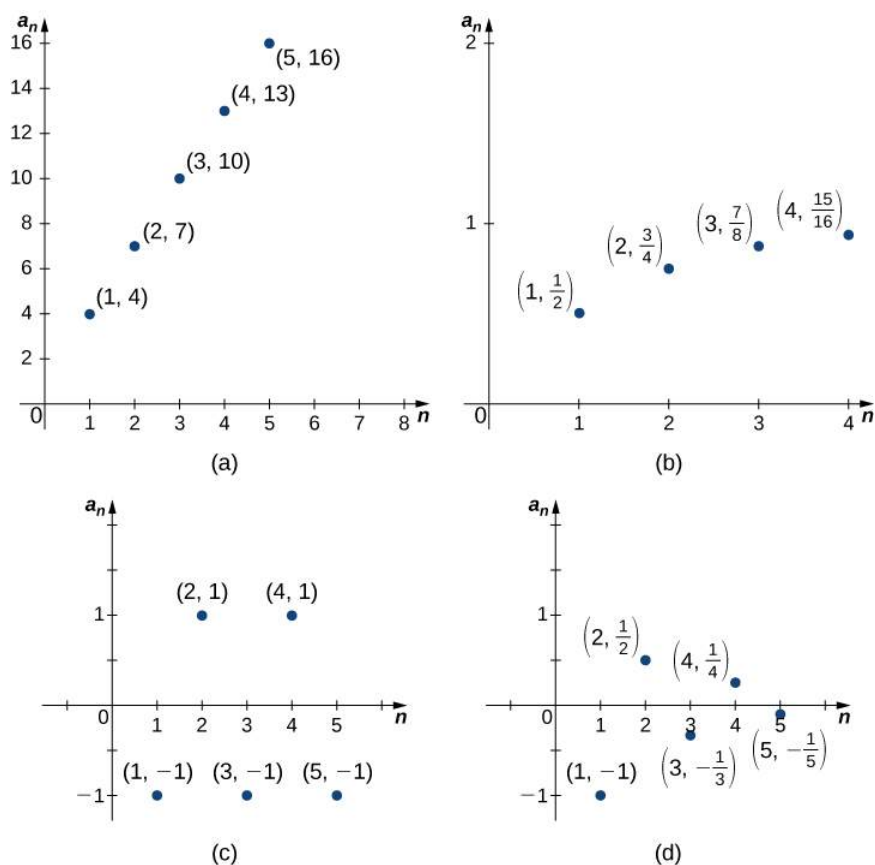 aₙ
16
14
12
10
8
6
4
2
0
(5, 16)
(4, 13)
(3, 10)
(2, 7)
(1, 4)
1 2 3 4 5 6 7 8 n
(a)
aₙ
2
1
0
(1, 1/2)
(2, 3/4)
(3, 7/8)
(4, 15/16)
1 2 3 4 n
(b)
aₙ
1
0
−1
(2, 1) (4, 1)
1 2 3 4 5 n
(1, −1) (3, −1) (5, −1)
(c)
aₙ
1
0
−1
(2, 1/2)
(4, 1/4)
1 2 3 4 5 n
(1, −1)
(3, −1/3)
(5, −1/5)
(d)